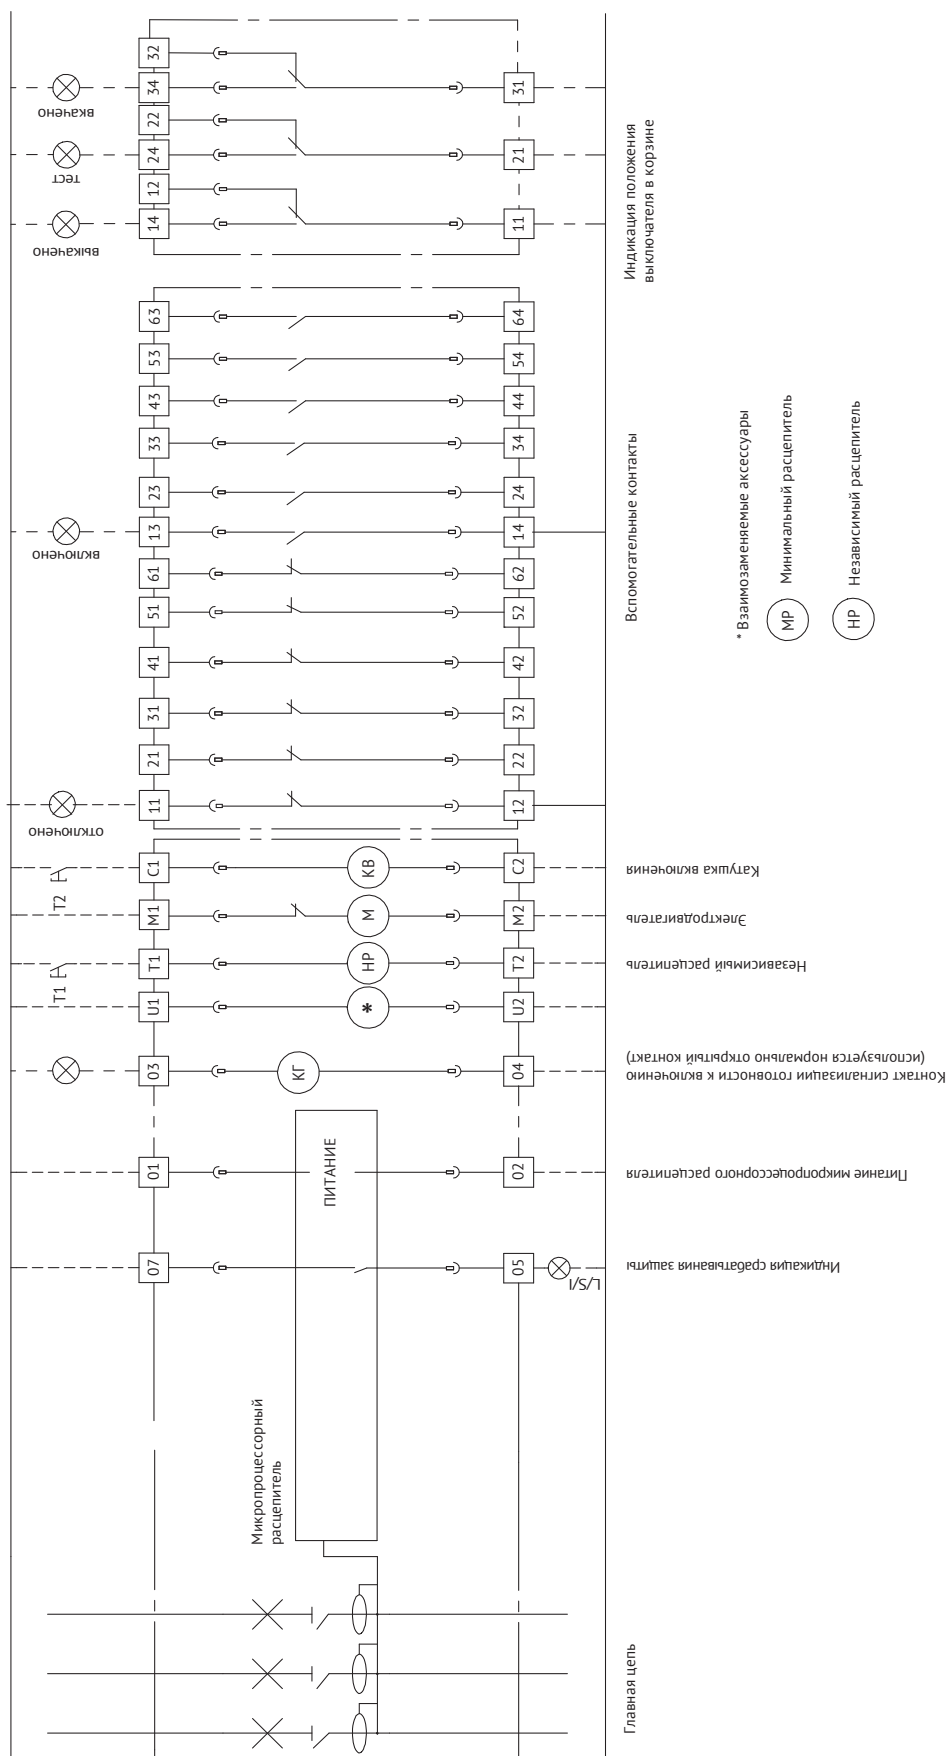 Главная цепь
Микропроцессорный
расцепитель
ПИТАНИЕ
07
05
L/S/I
Индикация срабатывания защиты
01
02
Питание микропроцессорного расцепителя
03
КГ
04
Контакт сигнализации готовности к включению
(используется нормально открытый контакт)
U1
*
U2
T1
T1
НР
T2
Независимый расцепитель
M1
М
M2
Электродвигатель
T2
C1
КВ
C2
Катушка включения
отключено
11
12
21
22
31
32
41
42
51
52
61
62
включено
13
14
23
24
33
34
43
44
53
54
63
64
Вспомогательные контакты
* Взаимозаменяемые аксессуары
МР Минимальный расцепитель
НР Независимый расцепитель
выкачено
14
12
11
тест
24
22
21
вкачено
34
32
31
Индикация положения
выключателя в корзине